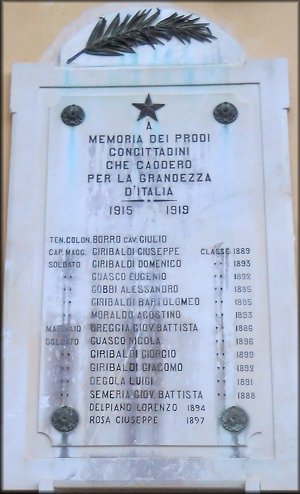 A
MEMORIA DEI PRODI
CONCITTADINI
CHE CADDERO
PER LA GRANDEZZA
D'ITALIA
1915 1919
TEN. COLON. BORRO CAV. GIULIO
CAP. MAGG. GIRIBALDI GIUSEPPE CLASSE 1889
SOLDATO GIRIBALDI DOMENICO " 1893
" GUASCO EUGENIO " 1892
" GOBBI ALESSANDRO " 1885
" GIRIBALDI BARTOLOMEO " 1895
" MORALDO AGOSTINO " 1893
MARINAIO OREGGIA GIOV. BATTISTA " 1886
SOLDATO GUASCO NICOLA " 1896
" GIRIBALDI GIORGIO " 1899
" GIRIBALDI GIACOMO " 1892
" DEGOLA LUIGI " 1891
" SEMERIA GIOV. BATTISTA " 1888
DELPIANO LORENZO 1894
ROSA GIUSEPPE 1897